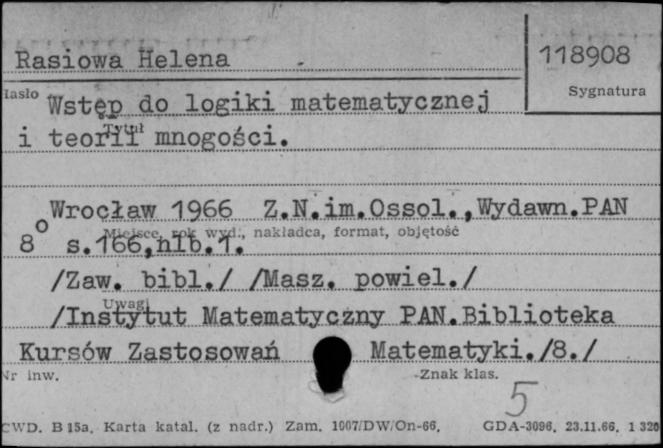 Rasiowa Helena
118908
Hasło
Sygnatura
Wstęp do logiki matematycznej
Tytuł
i teorii mnogości.
Wrocław 1966 Z.N.im.Ossol.,Wydawn.PAN
Miejsce, rok wyd., nakładca, format, objętość
8° s.166,nlb.1.
/Zaw. bibl./ /Masz. powiel./
Uwagi
/Instytut Matematyczny PAN.Biblioteka
Kursów Zastosowań Matematyki./8./
Nr inw.
Znak klas.
5
CWD. B 15a. Karta katal. (z nadr.) Zam. 1007/DW/On-66. GDA-3096. 23.11.66. 1 320